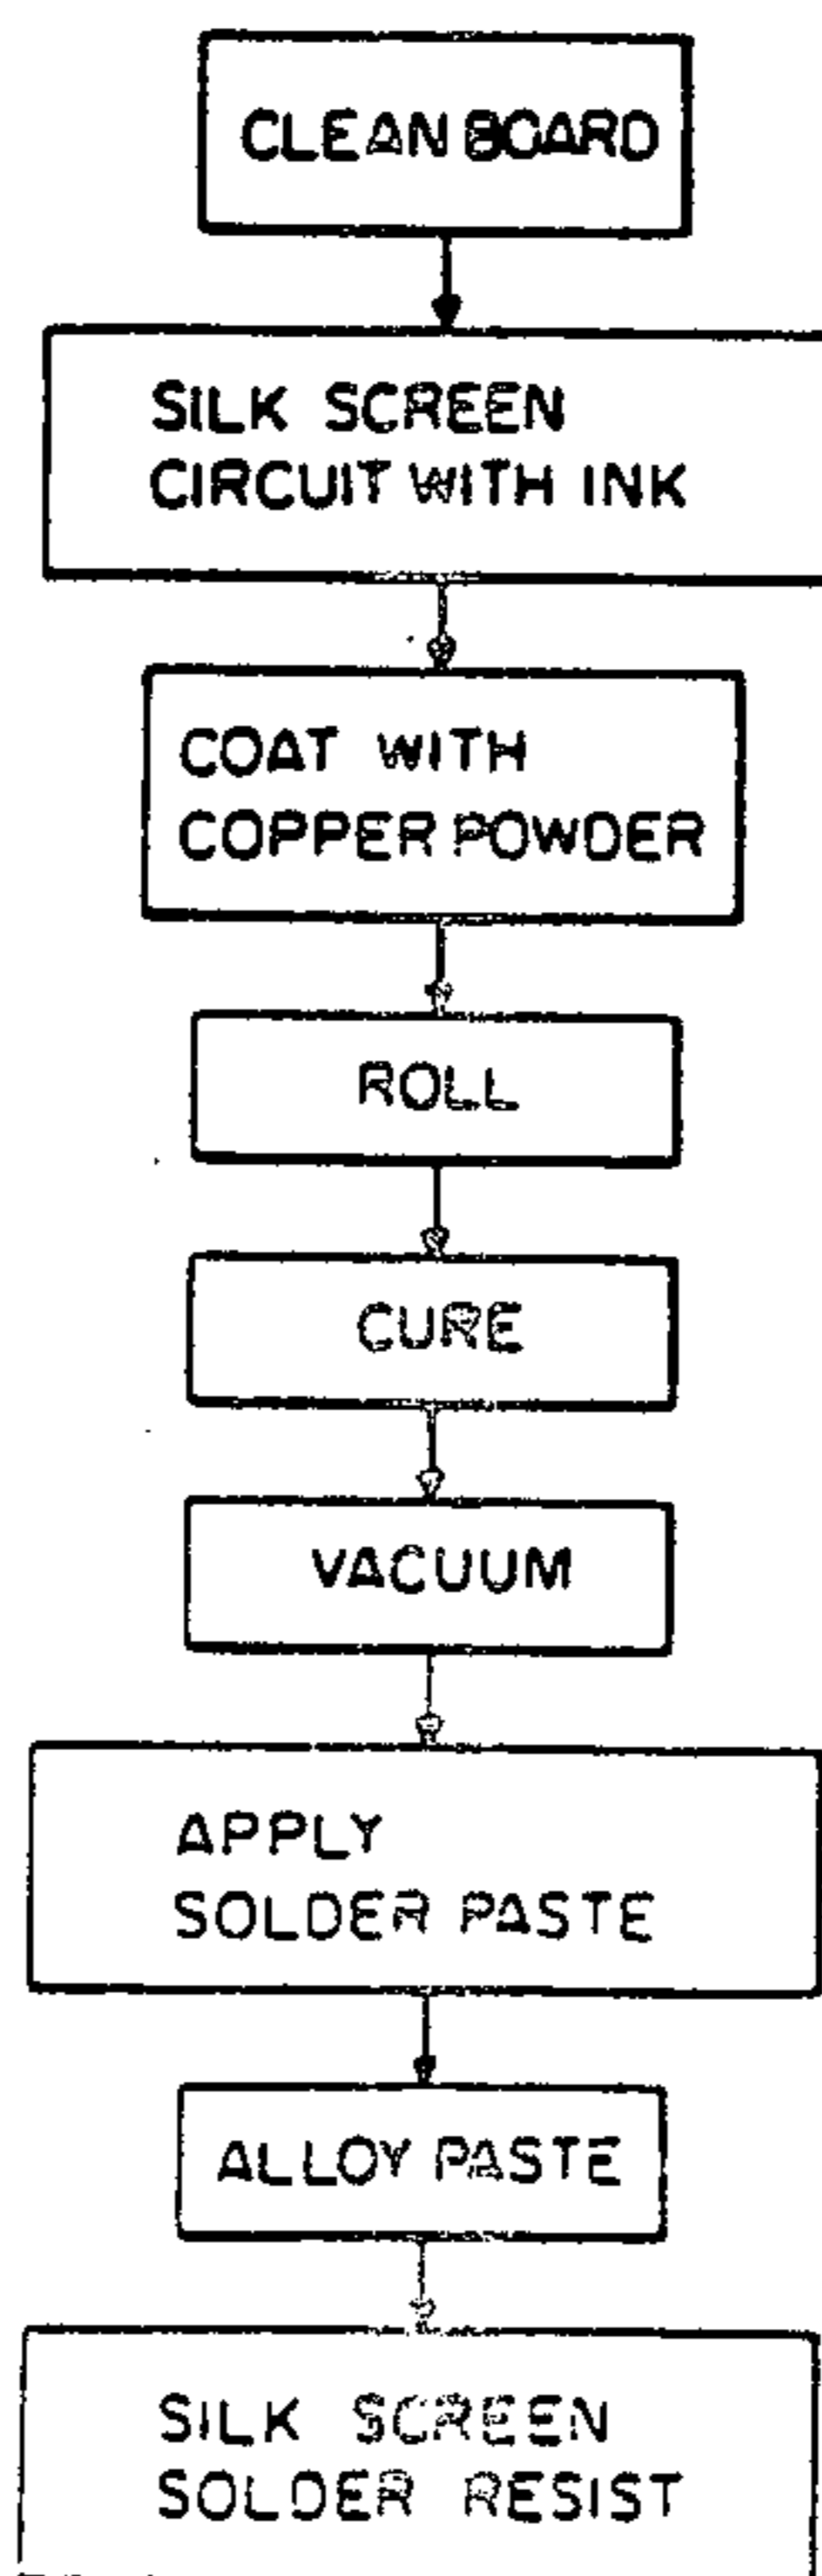 CLEAN BOARD
SILK SCREEN
CIRCUIT WITH INK
COAT WITH
COPPER POWDER
ROLL
CURE
VACUUM
APPLY
SOLDER PASTE
ALLOY PASTE
SILK SCREEN
SOLDER RESIST